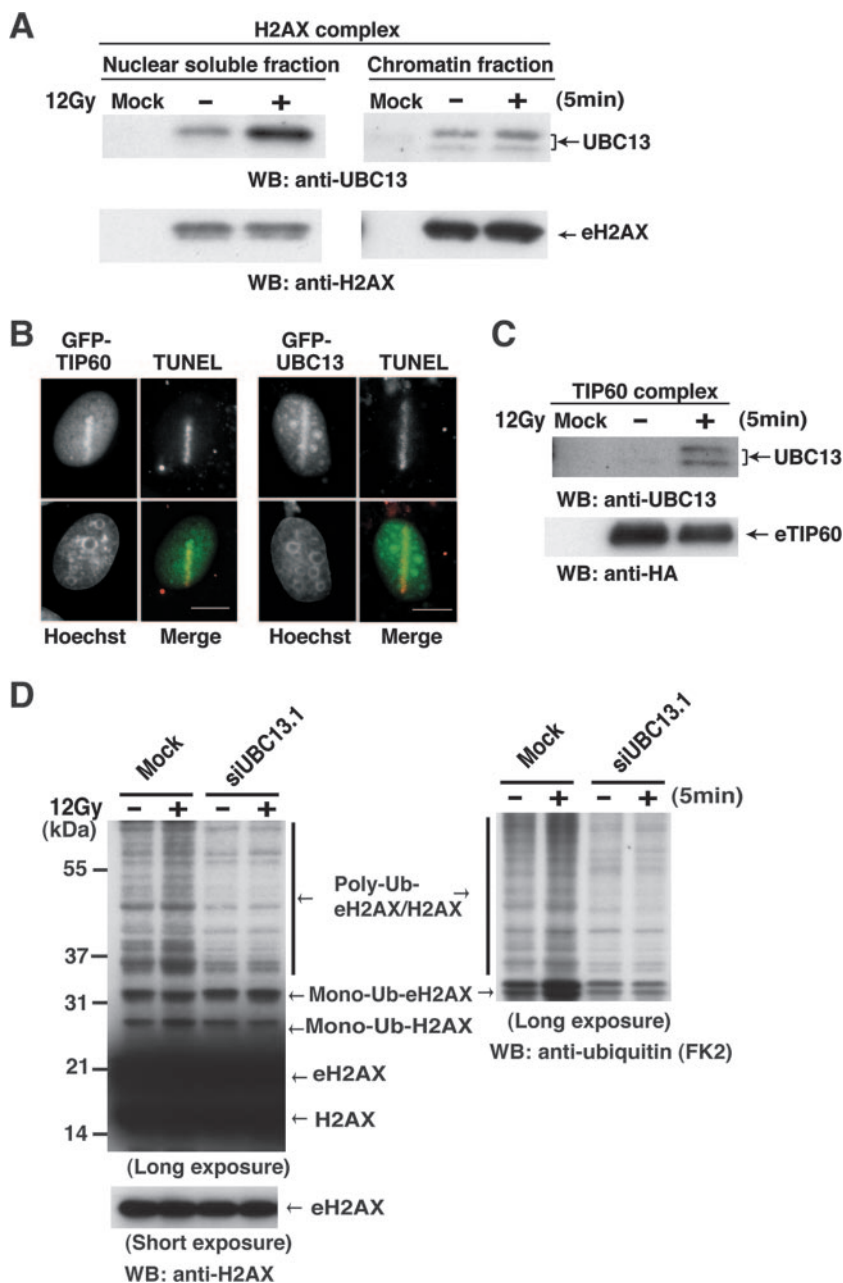 A
H2AX complex
Nuclear soluble fraction Chromatin fraction
12Gy Mock − + Mock − + (5min)
←UBC13
WB: anti-UBC13
←eH2AX
WB: anti-H2AX
B
GFP-TIP60 TUNEL GFP-UBC13 TUNEL
Hoechst Merge Hoechst Merge
C
TIP60 complex
12Gy Mock − + (5min)
←UBC13
WB: anti-UBC13
← eTIP60
WB: anti-HA
D
Mock siUBC13.1 Mock siUBC13.1
12Gy − + − + − + − + (5min)
(kDa)
55
← Poly-Ub- →
eH2AX/H2AX
37
31
←Mono-Ub-eH2AX →
←Mono-Ub-H2AX
21
← eH2AX
← H2AX
14
(Long exposure)
← eH2AX
(Short exposure)
WB: anti-H2AX
(Long exposure)
WB: anti-ubiquitin (FK2)